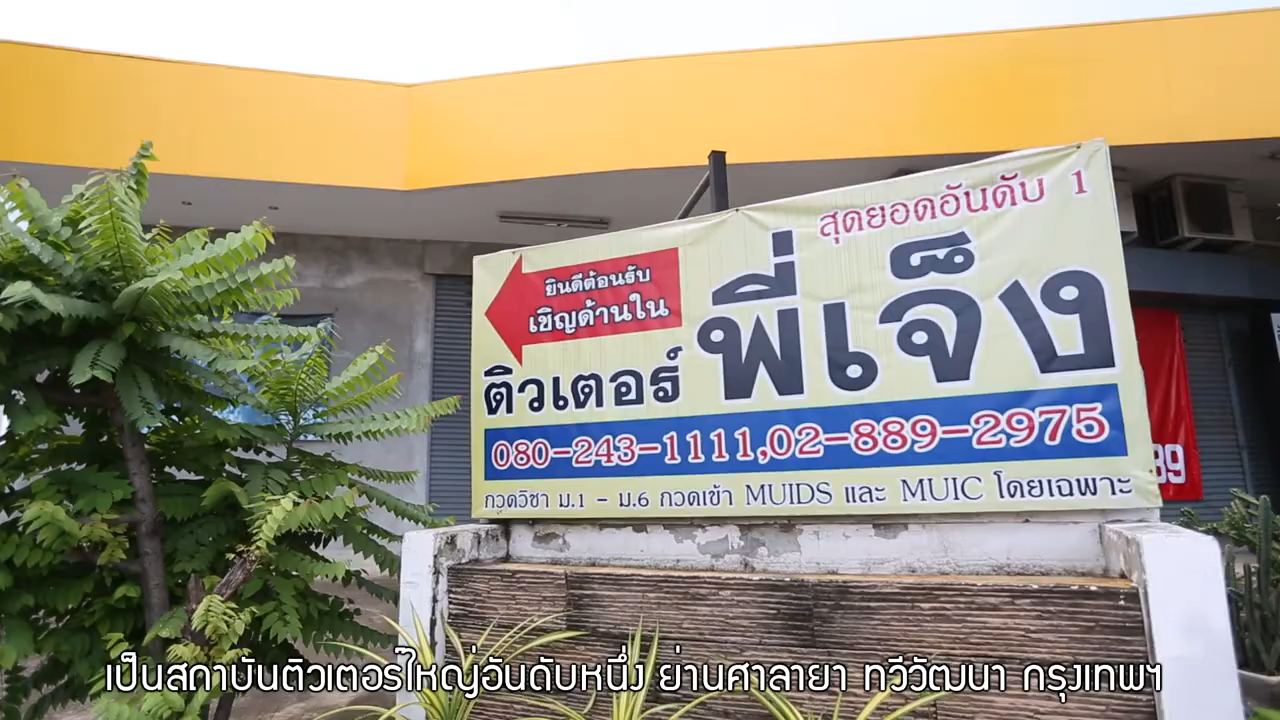 สุดยอดอันดับ 1
ยินดีต้อนรับ
เชิญด้านใน
ติวเตอร์ พี่เจ็ง
080-243-1111,02-889-2975
กวดวิชา ม.1 - ม.6 กวดเข้า MUIDS และ MUIC โดยเฉพาะ
39
เป็นสถาบันติวเตอร์ใหญ่อันดับหนึ่ง ย่านศาลายา ทวีวัฒนา กรุงเทพฯ